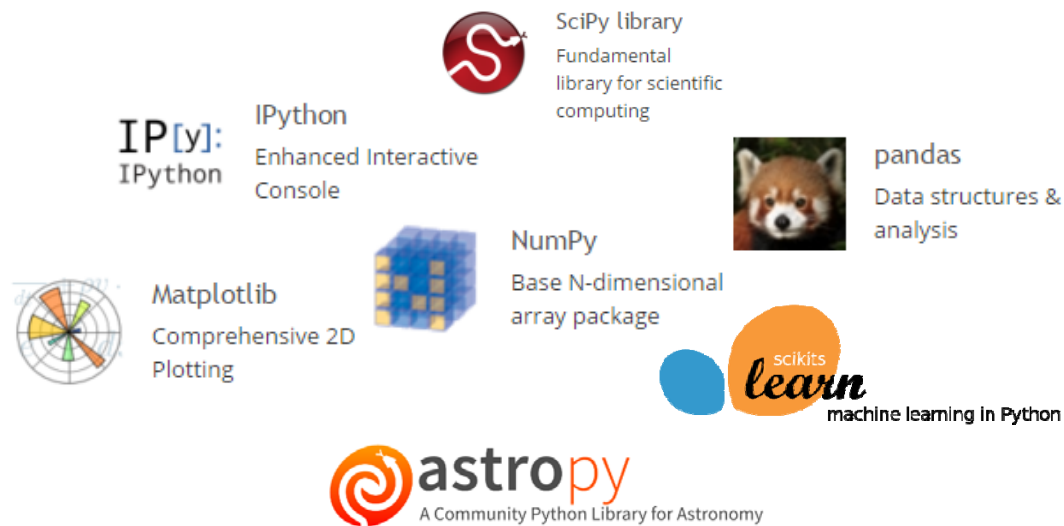 SciPy library
Fundamental
library for scientific
computing
IP[y]:
IPython
IPython
Enhanced Interactive
Console
pandas
Data structures &
analysis
NumPy
Base N-dimensional
array package
Matplotlib
Comprehensive 2D
Plotting
scikits
learn
machine learning in Python
astropy
A Community Python Library for Astronomy